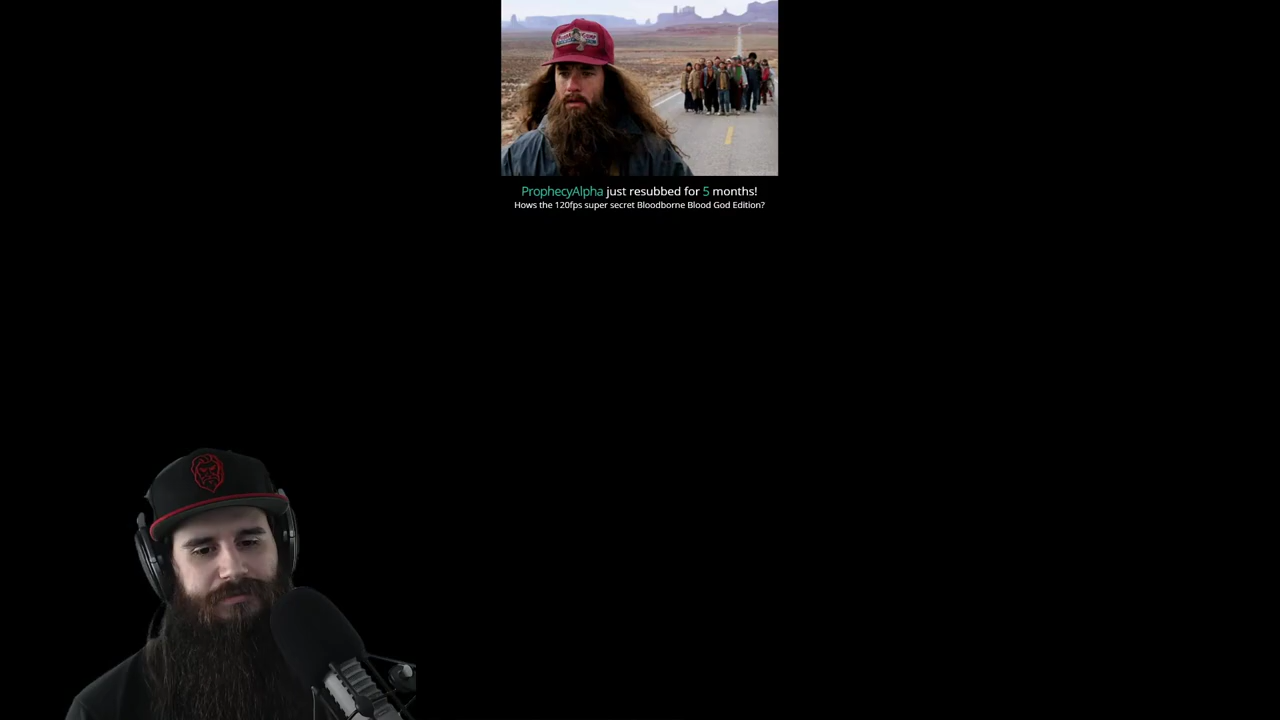 ProphecyAlpha just resubbed for 5 months!
Hows the 120fps super secret Bloodborne Blood God Edition?